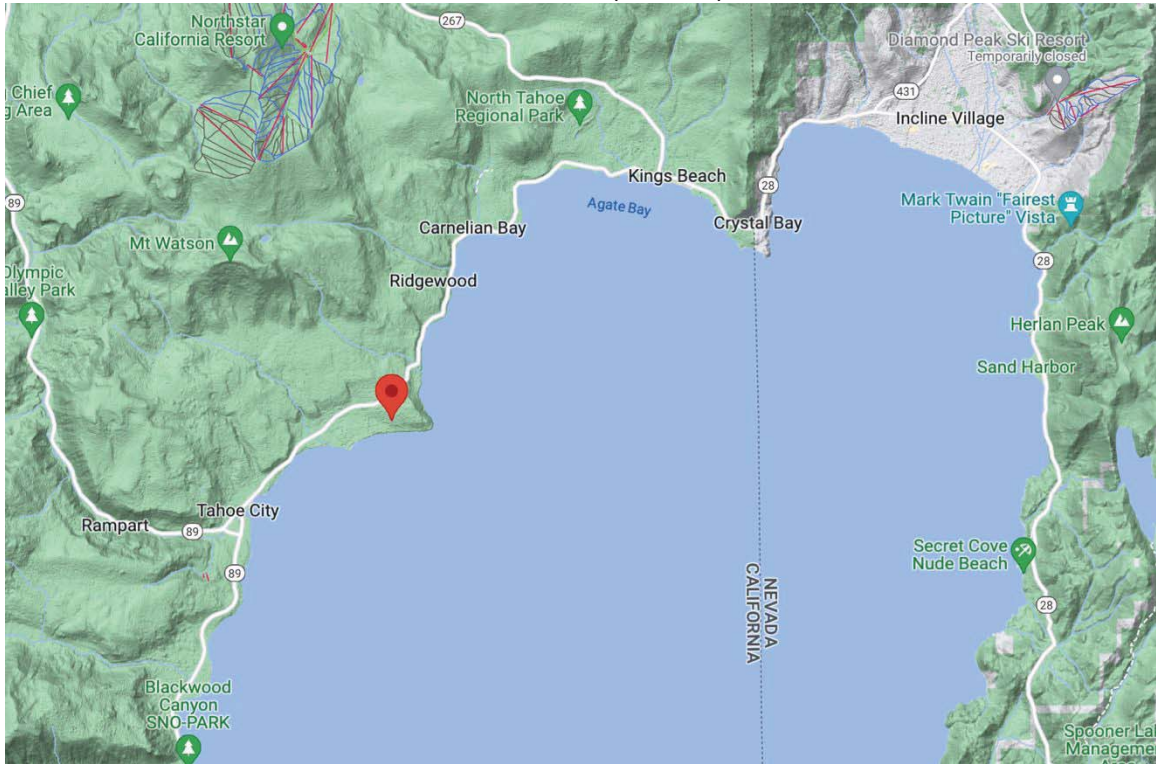 Northstar
California Resort
267
Diamond Peak Ski Resort
Temporarily closed
Chief
Area
North Tahoe
Regional Park
431
Incline Village
Kings Beach
28
89
Agate Bay
Mark Twain "Fairest
Picture" Vista
Carnelian Bay
Crystal Bay
Mt Watson
28
Olympic
alley Park
Ridgewood
Herlan Peak
Sand Harbor
Tahoe City
Rampart
89
Secret Cove
Nude Beach
89
NEVADA
CALIFORNIA
28
Blackwood
Canyon
SNO-PARK
Spooner Lak
Managemen